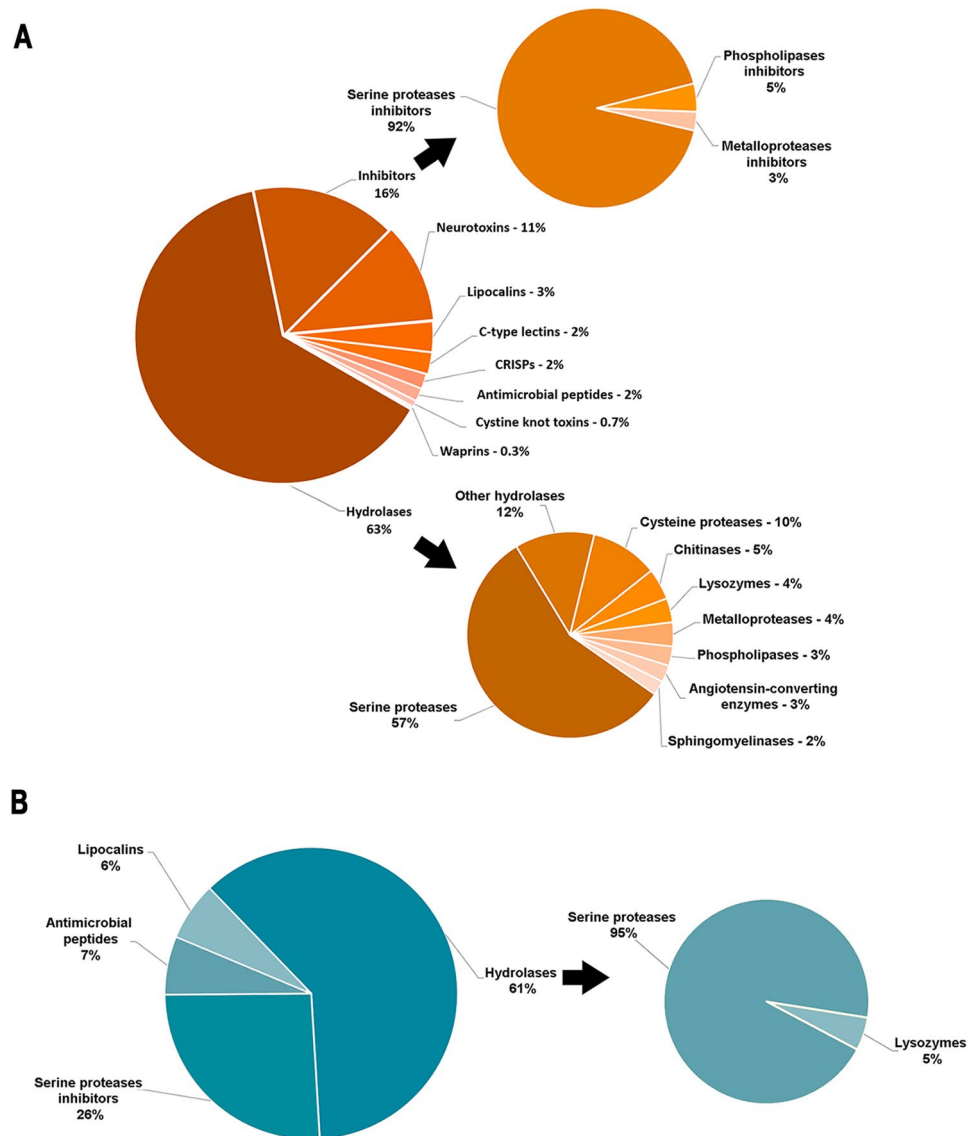 A
Phospholipases
inhibitors
5%
Serine proteases
inhibitors
92%
Metalloproteases
inhibitors
3%
Inhibitors
16%
Neurotoxins - 11%
Lipocalins - 3%
C-type lectins - 2%
CRISPs - 2%
Antimicrobial peptides - 2%
Cystine knot toxins - 0.7%
Waprins - 0.3%
Hydrolases
63%
Other hydrolases
12%
Cysteine proteases - 10%
Chitinases - 5%
Lysozymes - 4%
Metalloproteases - 4%
Phospholipases - 3%
Angiotensin-converting
enzymes - 3%
Sphingomyelinases - 2%
Serine proteases
57%
B
Lipocalins
6%
Antimicrobial
peptides
7%
Serine proteases
inhibitors
26%
Hydrolases
61%
Serine proteases
95%
Lysozymes
5%